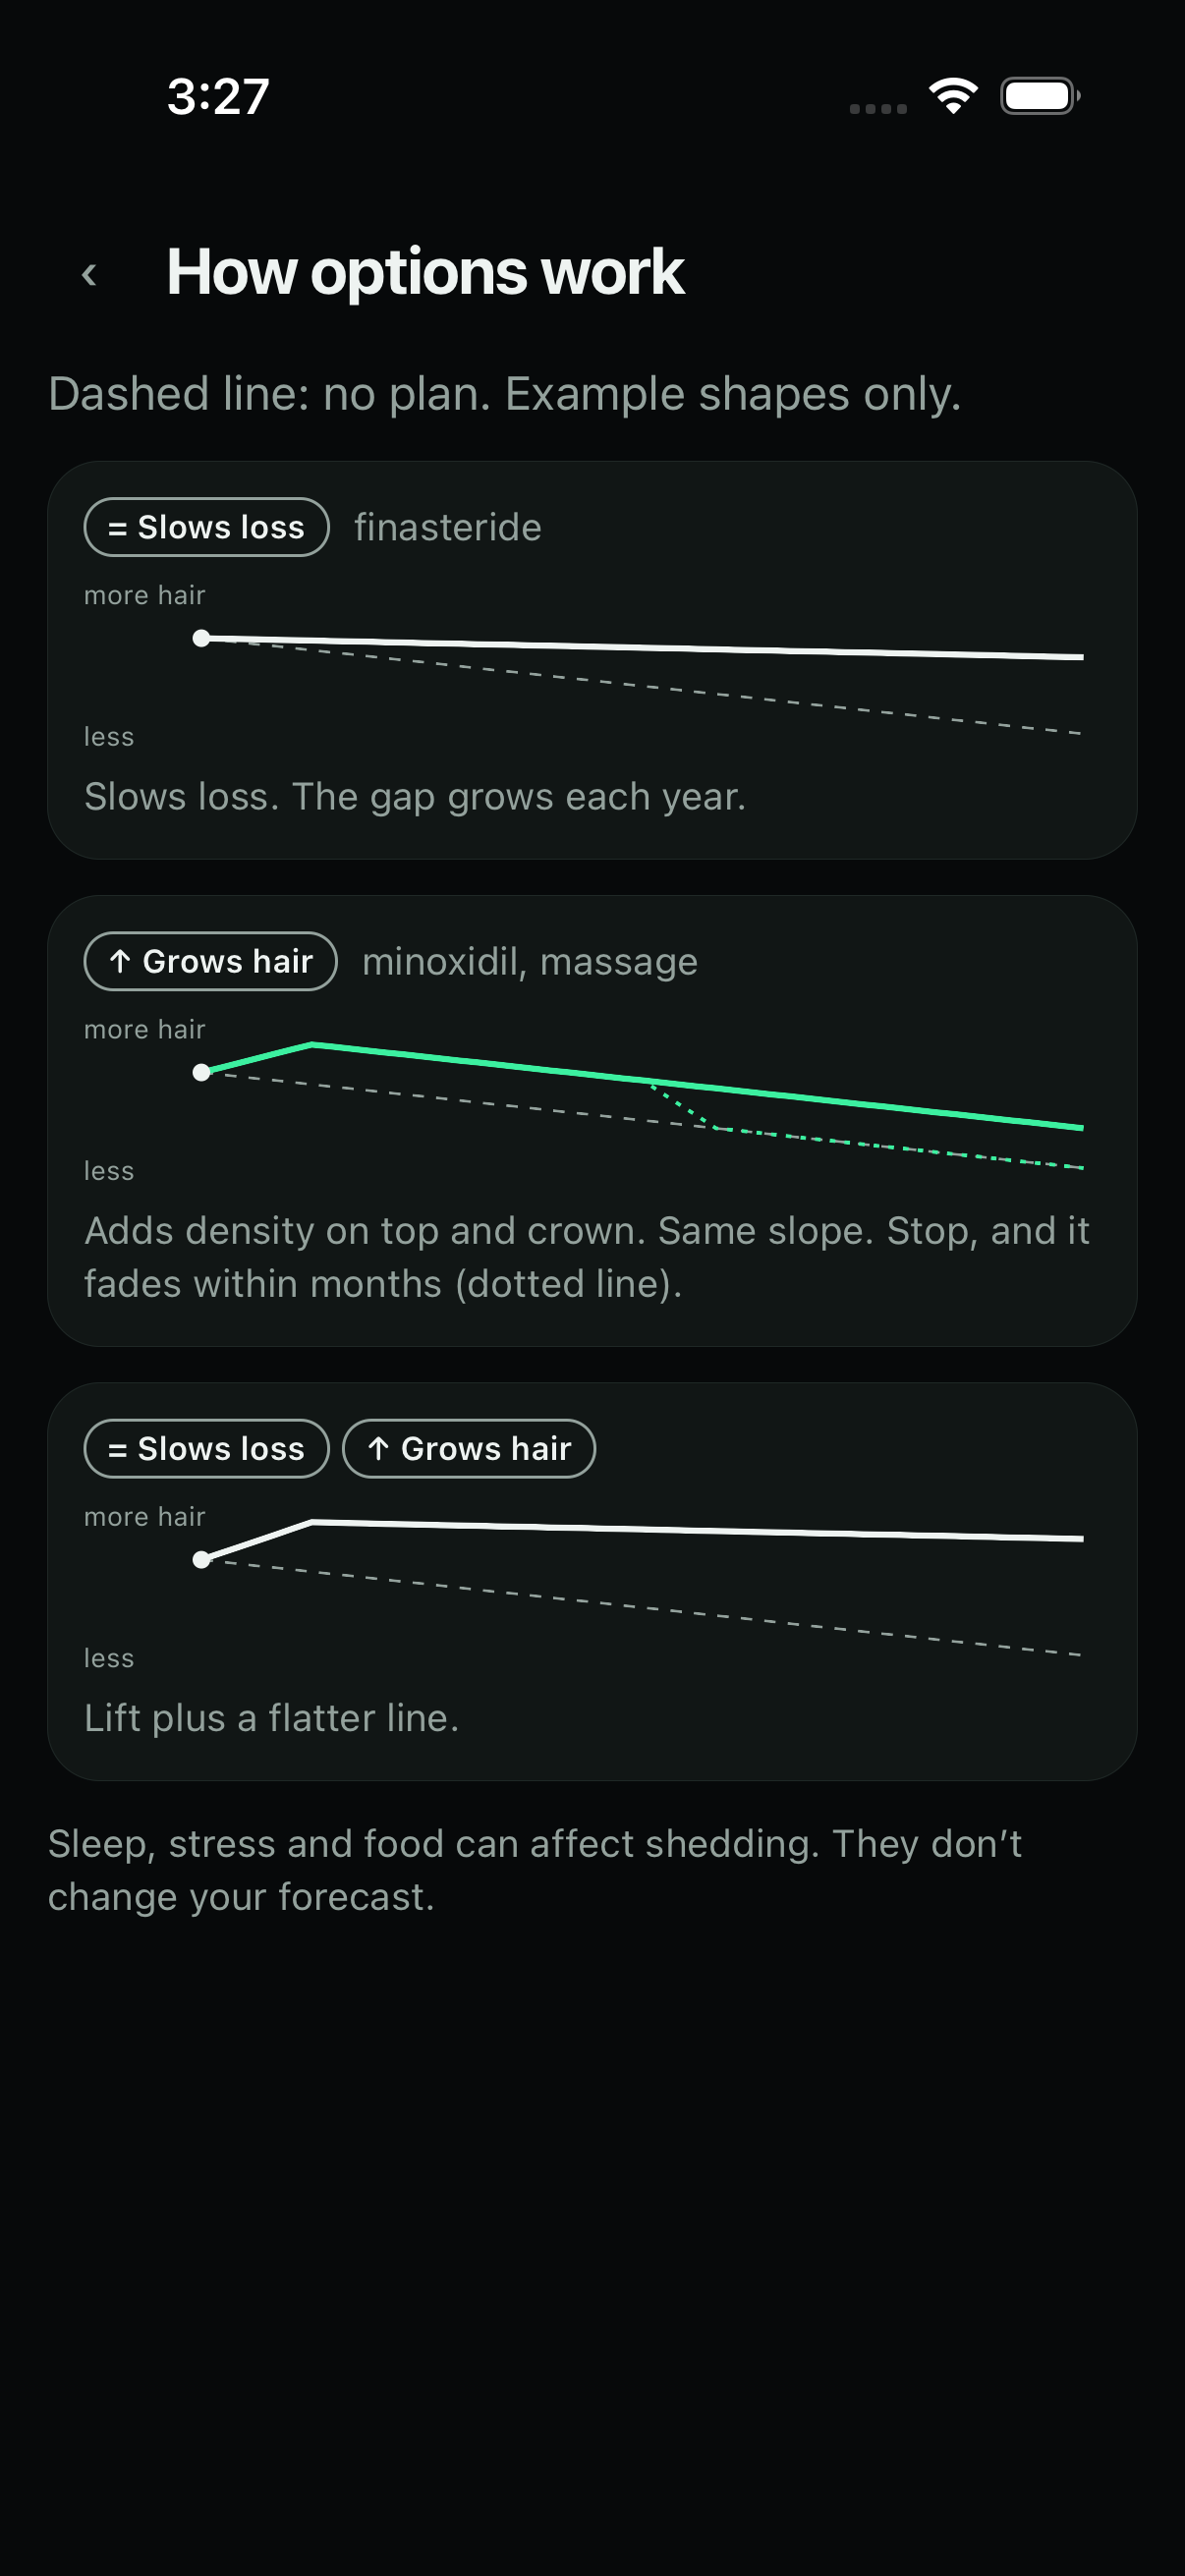 3:27
‹ How options work
Dashed line: no plan. Example shapes only.
= Slows loss finasteride
more hair
less
Slows loss. The gap grows each year.
↑ Grows hair minoxidil, massage
more hair
less
Adds density on top and crown. Same slope. Stop, and it
fades within months (dotted line).
= Slows loss ↑ Grows hair
more hair
less
Lift plus a flatter line.
Sleep, stress and food can affect shedding. They don’t
change your forecast.